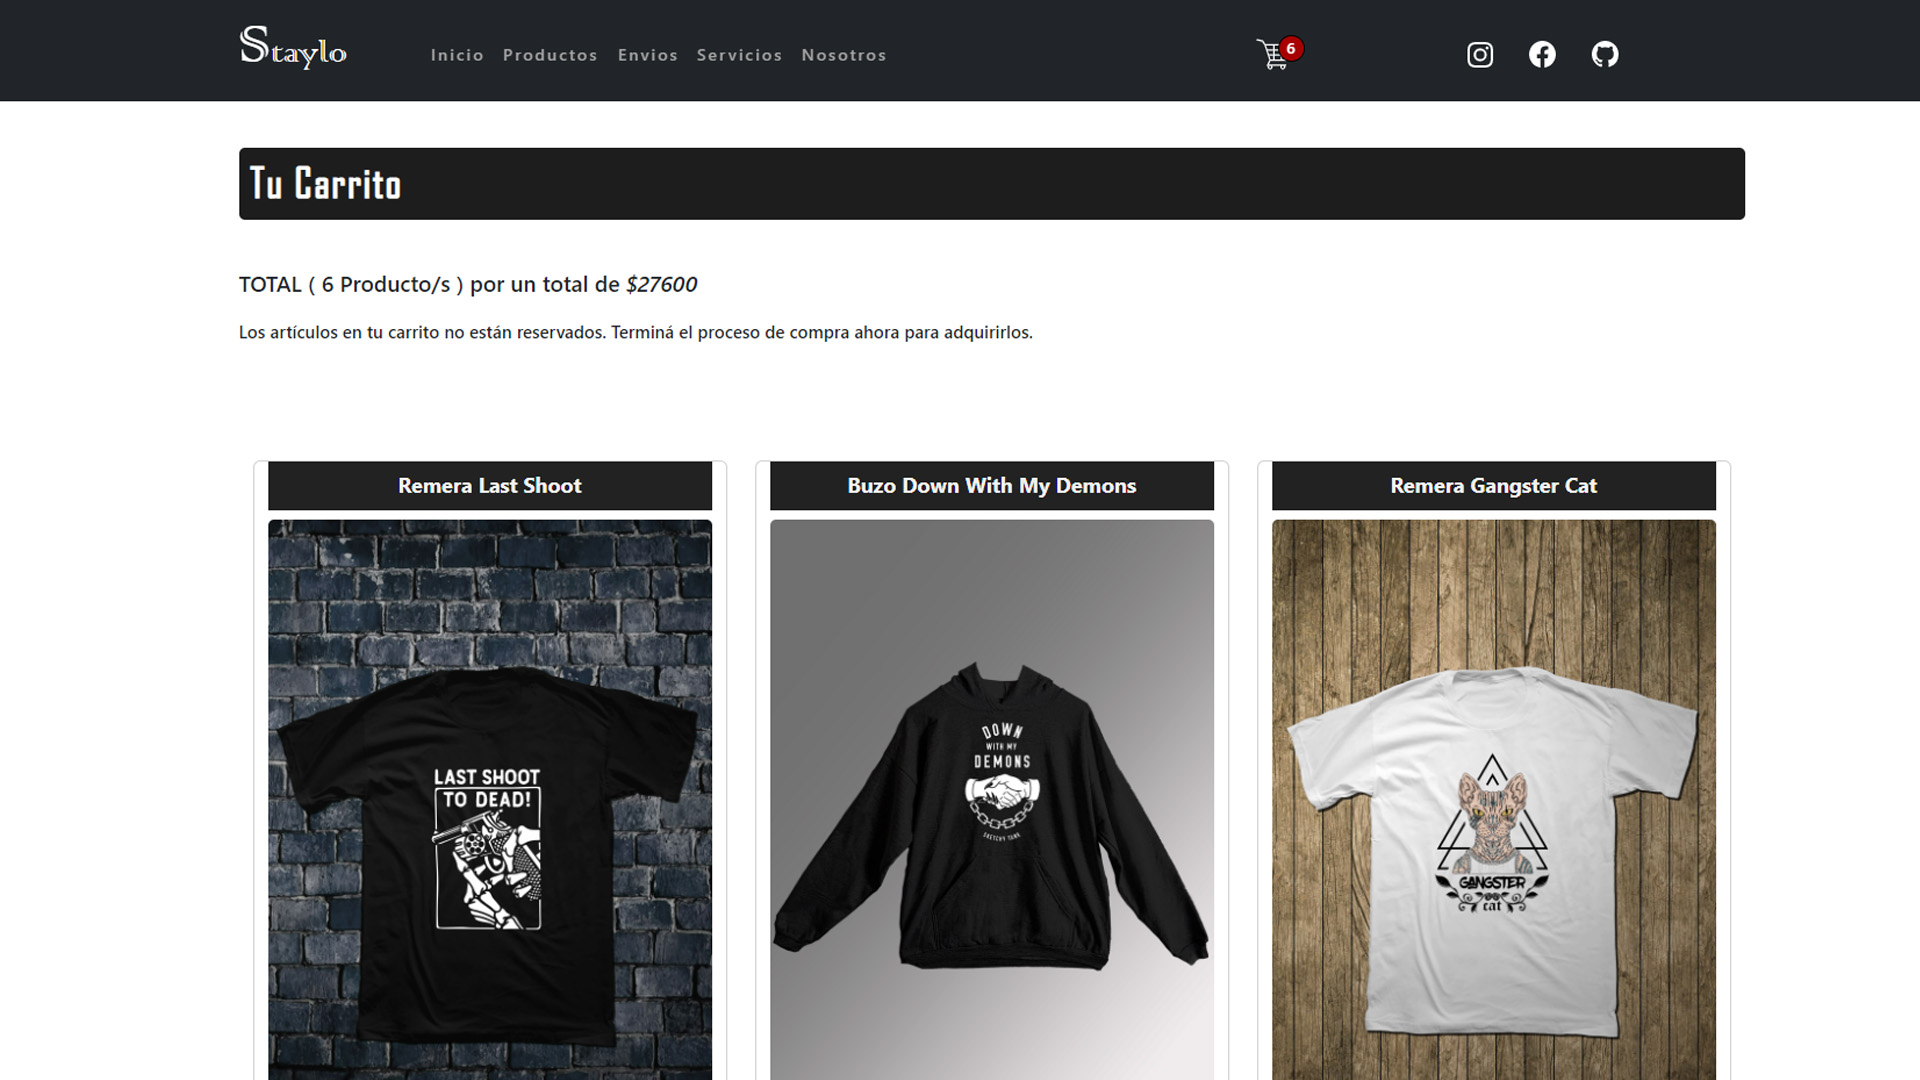 Staylo
Inicio Productos Envios Servicios Nosotros
6
Tu Carrito
TOTAL ( 6 Producto/s ) por un total de $27600
Los artículos en tu carrito no están reservados. Terminá el proceso de compra ahora para adquirirlos.
Remera Last Shoot
Buzo Down With My Demons
Remera Gangster Cat
LAST SHOOT
TO DEAD!
DOWN
WITH MY
DEMONS
SKETCHY TANK
GANGSTER
cat